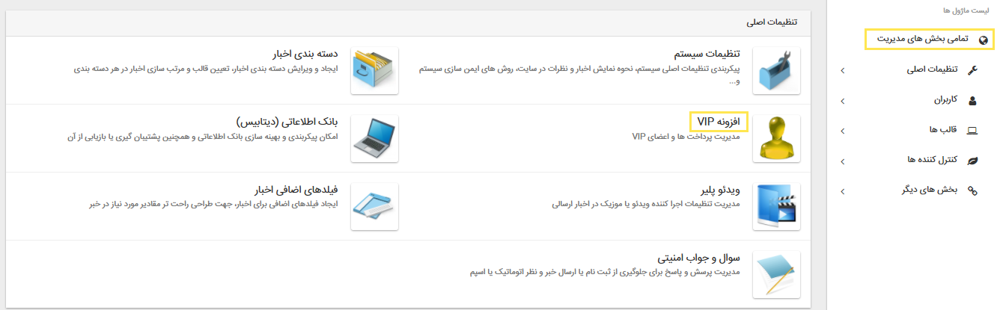 لیست ماژول ها
تمامی بخش های مدیریت
تنظیمات اصلی
کاربران
قالب ها
کنترل کننده ها
بخش های دیگر
تنظیمات اصلی
تنظیمات سیستم
پیکربندی تنظیمات اصلی سیستم، نحوه نمایش اخبار و نظرات در سایت، روش های ایمن سازی سیستم
و...
دسته بندی اخبار
ایجاد و ویرایش دسته بندی اخبار، تعیین قالب و مرتب سازی اخبار در هر دسته بندی
افزونه VIP
مدیریت پرداخت ها و اعضای VIP
بانک اطلاعاتی (دیتابیس)
امکان پیکربندی و بهینه سازی بانک اطلاعاتی و همچنین پشتیبان گیری یا بازیابی از آن
ویدئو پلیر
مدیریت تنظیمات اجرا کننده ویدئو یا موزیک در اخبار ارسالی
فیلدهای اضافی اخبار
ایجاد فیلدهای اضافی برای اخبار، جهت طراحی راحت تر مقادیر مورد نیاز در خبر
سوال و جواب امنیتی
مدیریت پرسش و پاسخ برای جلوگیری از ثبت نام یا ارسال خبر و نظر اتوماتیک یا اسپم